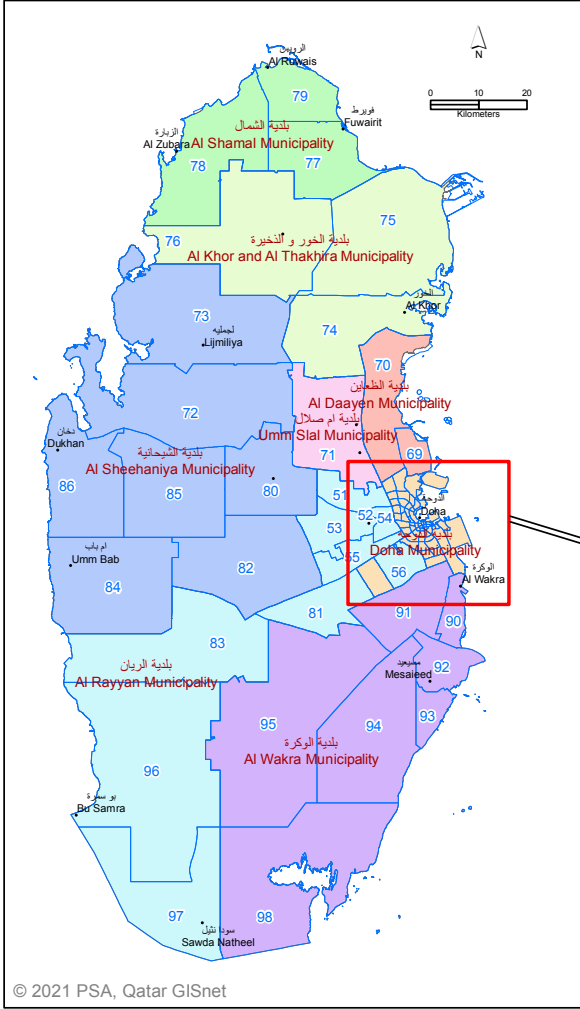 N
0 10 20
Kilometers
الرويس
Al Ruwais
79
فويرط
Fuwairit
الزبارة
Al Zubara
بلدية الشمال
Al Shamal Municipality
78
77
75
76
بلدية الخور و الذخيرة
Al Khor and Al Thakhira Municipality
الخور
Al Khor
73
لجميليه
Lijmiliya
74
70
بلدية الظعاين
Al Daayen Municipality
72
بلدية ام صلال
Umm Slal Municipality
71
69
دخان
Dukhan
بلدية الشيحانية
Al Sheehaniya Municipality
86
85
80
51
52
54
53
الدوحة
Doha
بلدية الدوحة
Doha Municipality
55
56
ام باب
Umm Bab
84
82
الوكرة
Al Wakra
81
91
90
83
بلدية الريان
Al Rayyan Municipality
مسيعيد
Mesaieed
92
93
95
94
بلدية الوكرة
Al Wakra Municipality
96
بو سمرة
Bu Samra
97
سودا نثيل
Sawda Natheel
98
© 2021 PSA, Qatar GISnet